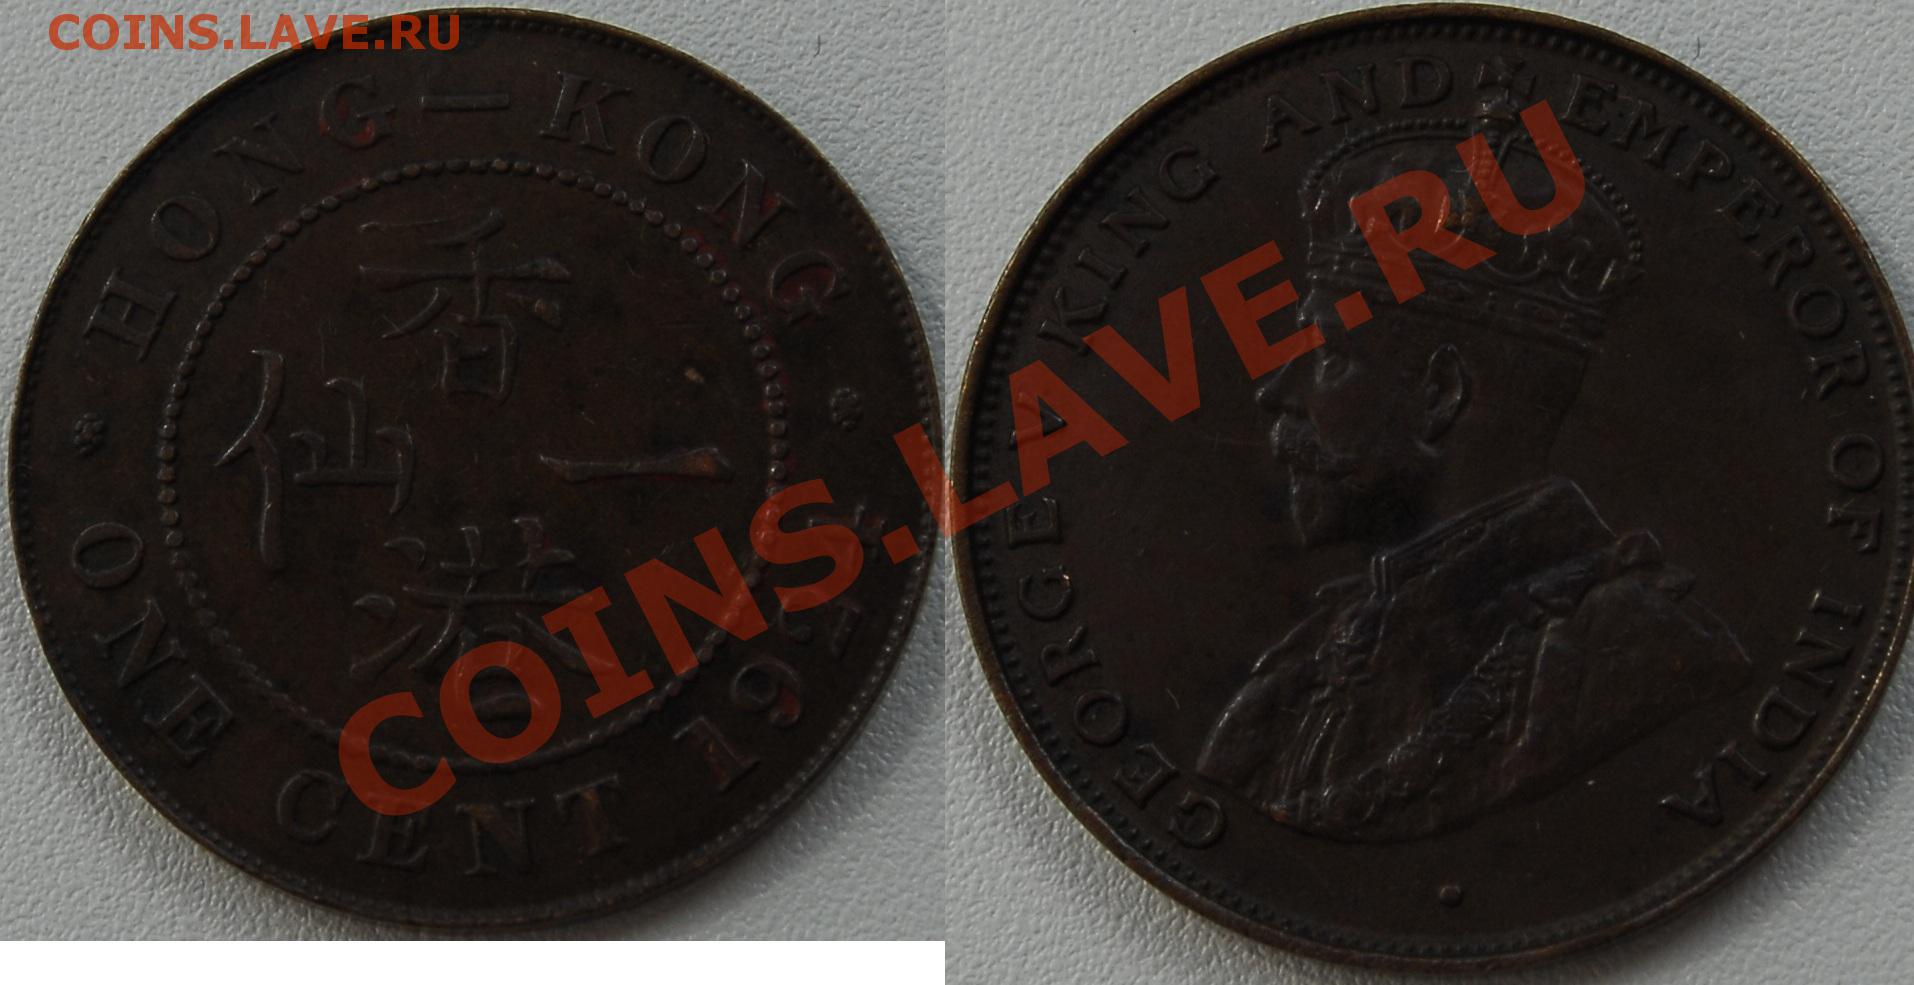 COINS.LAVE.RU
HONG-KONG
香
港
一
仙
ONE CENT 1924
GEORGE V KING AND EMPEROR OF INDIA
COINS.LAVE.RU